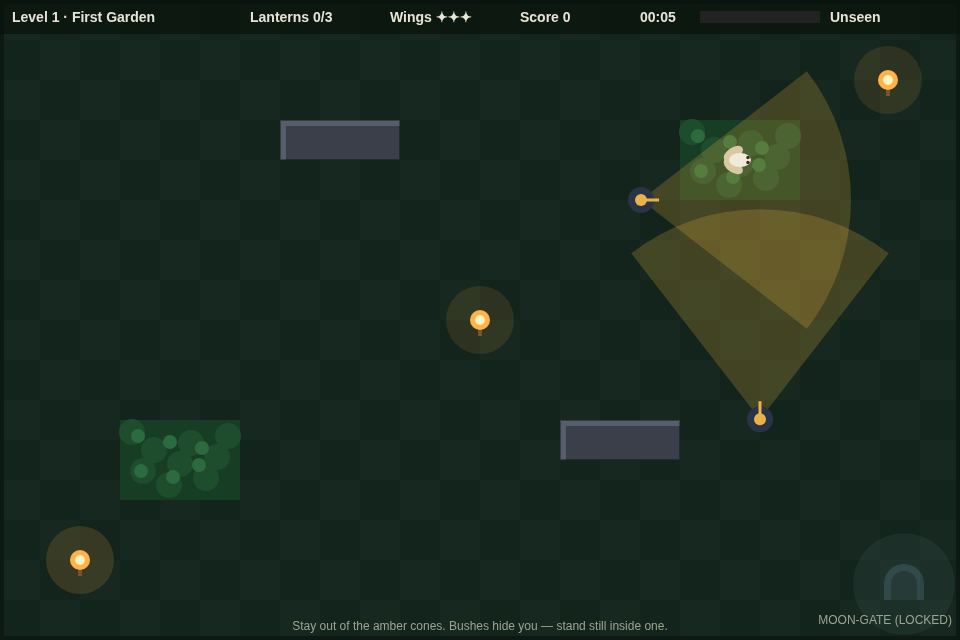 Level 1 · First Garden Lanterns 0/3 Wings ✦✦✦ Score 0 00:05 Unseen
MOON-GATE (LOCKED)
Stay out of the amber cones. Bushes hide you — stand still inside one.